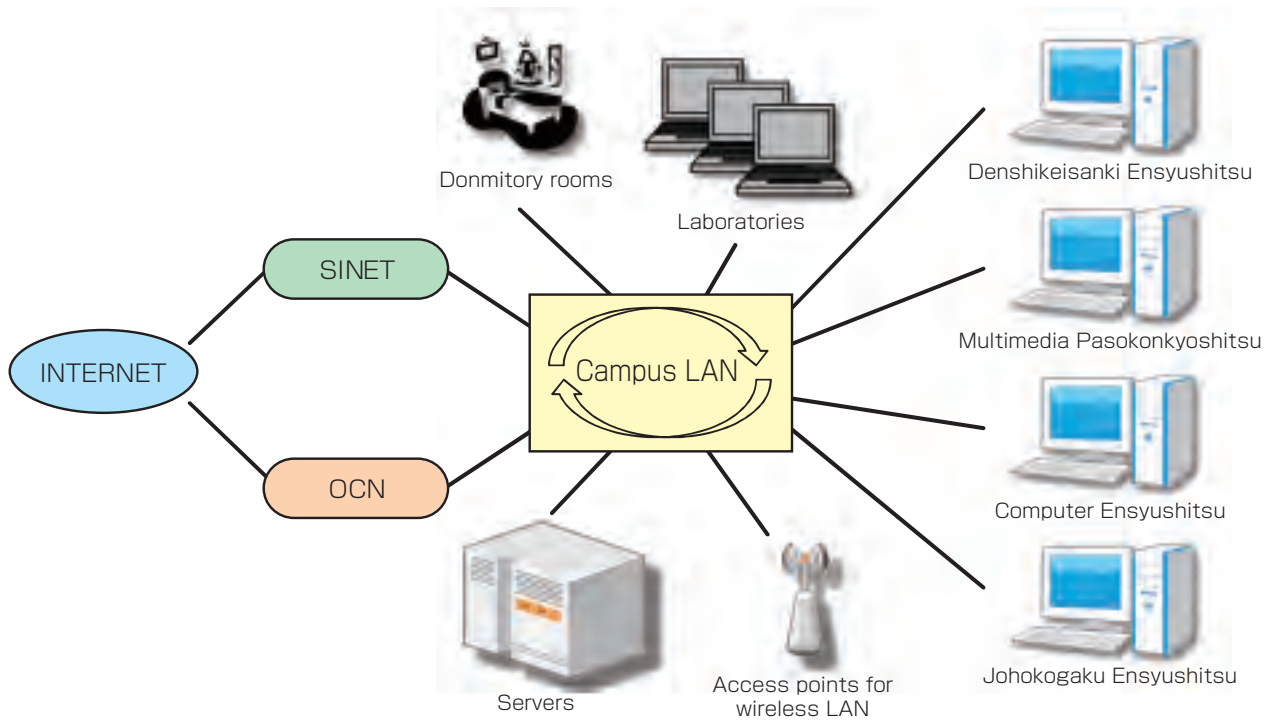 Donmitory rooms
Laboratories
Denshikeisanki Ensyushitsu
SINET
Multimedia Pasokonkyoshitsu
INTERNET
Campus LAN
OCN
Computer Ensyushitsu
Servers
Access points for
wireless LAN
Johokogaku Ensyushitsu